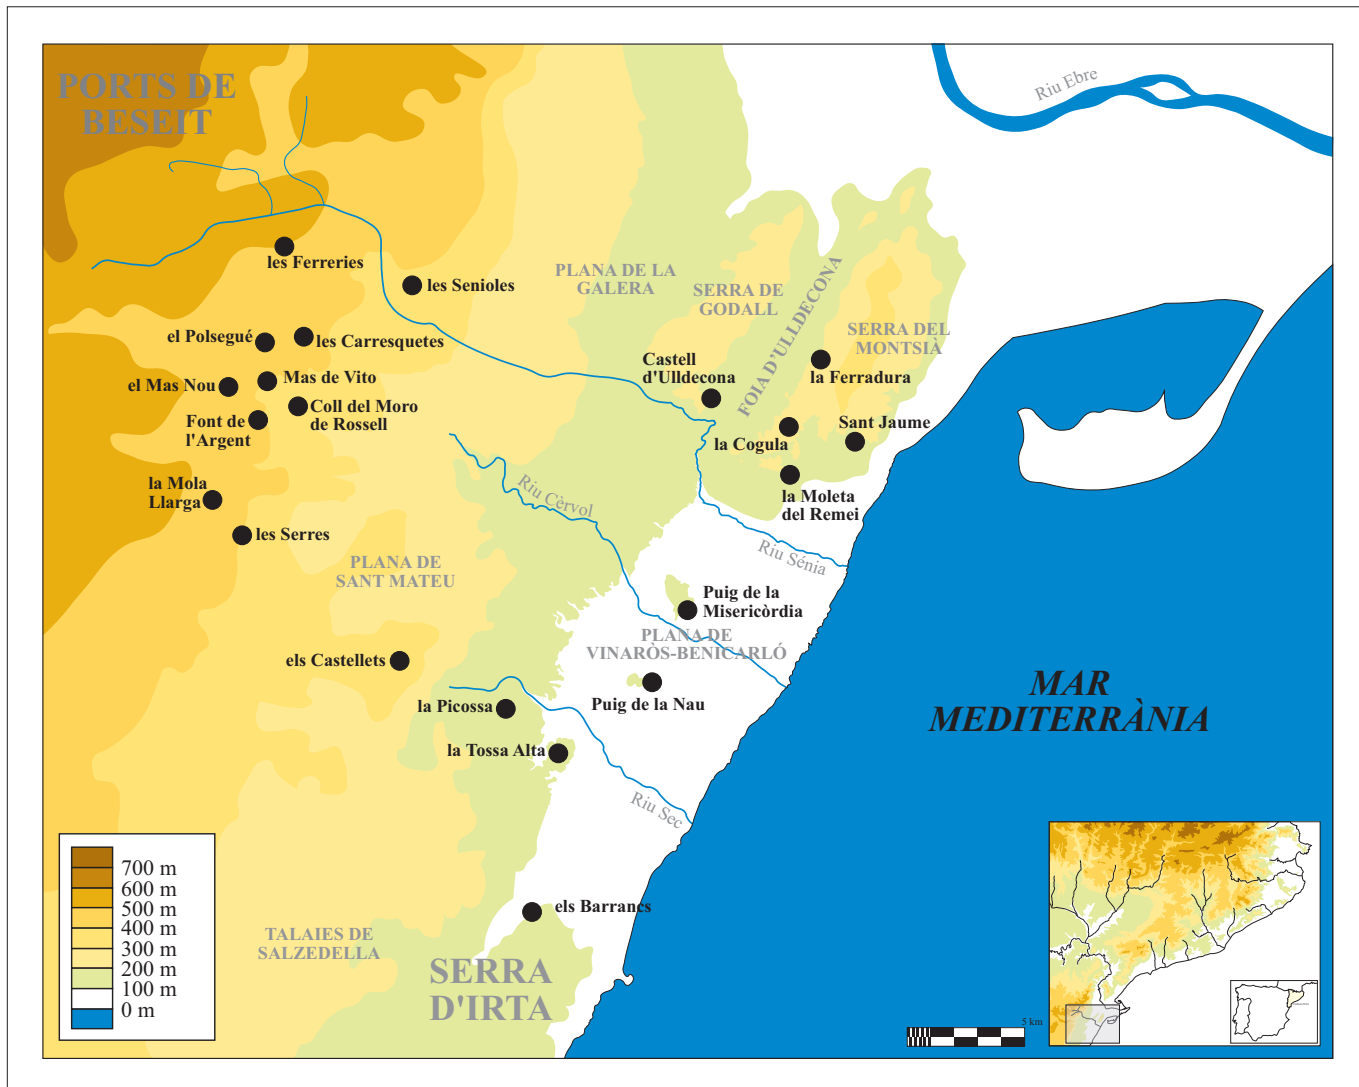 PORTS DE
BESEIT
Riu Ebre
les Ferreries
les Senioles
PLANA DE LA
GALERA
SERRA DE
GODALL
FOIA D'ULLDECONA
SERRA DEL
MONTSIÀ
el Polsegué
les Carresquetes
Castell
d'Ulldecona
la Ferradura
el Mas Nou
Mas de Vito
Coll del Moro
de Rossell
Font de
l'Argent
la Cogula
Sant Jaume
la Mola
Llarga
Riu Cèrvol
la Moleta
del Remei
les Serres
Riu Sénia
PLANA DE
SANT MATEU
Puig de la
Misericòrdia
PLANA DE
VINARÒS-BENICARLÓ
els Castellets
Puig de la Nau
MAR
MEDITERRÀNIA
la Picossa
la Tossa Alta
Riu Sec
700 m
600 m
500 m
400 m
300 m
200 m
100 m
0 m
els Barrancs
TALAIES DE
SALZEDELLA
SERRA
D'IRTA
5 km